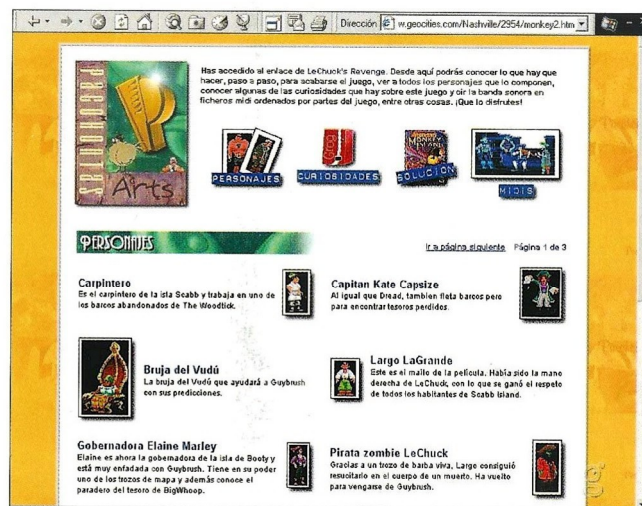 Dirección
w.geocities.com/Nashville/2954/monkey2.htm
Pachouras
Arts
Has accedido al enlace de LeChuck's Revenge. Desde aquí podrás conocer lo que hay que
hacer, paso a paso, para acabarse el juego, ver a todos los personajes que lo componen,
conocer algunas de las curiosidades que hay sobre este juego y oir la banda sonora en
ficheros midi ordenados por partes del juego, entre otras cosas. ¡Que lo disfrutes!
PERSONAJES
CURIOSIDADES
SOLUCION
MIDIS
PERSONAJES
Ir a página siguiente Página 1 de 3
Carpintero
Es el carpintero de la isla Scabb y trabaja en uno de
los barcos abandonados de The Woodtick.
Capitan Kate Capsize
Al igual que Dread, tambien fleta barcos pero
para encontrar tesoros perdidos.
Bruja del Vudú
La bruja del Vudú que ayudará a Guybrush
con sus predicciones.
Largo LaGrande
Este es el malo de la película. Había sido la mano
derecha de LeChuck, con lo que se ganó el respeto
de todos los habitantes de Scabb Island.
Gobernadora Elaine Marley
Elaine es ahora la gobernadora de la isla de Booty y
está muy enfadada con Guybrush. Tiene en su poder
uno de los trozos de mapa y además conoce el
paradero del tesoro de BigWhoop.
Pirata zombie LeChuck
Gracias a un trozo de barba viva, Largo consiguió
resucitarlo en el cuerpo de un muerto. Ha vuelto
para vengarse de Guybrush.